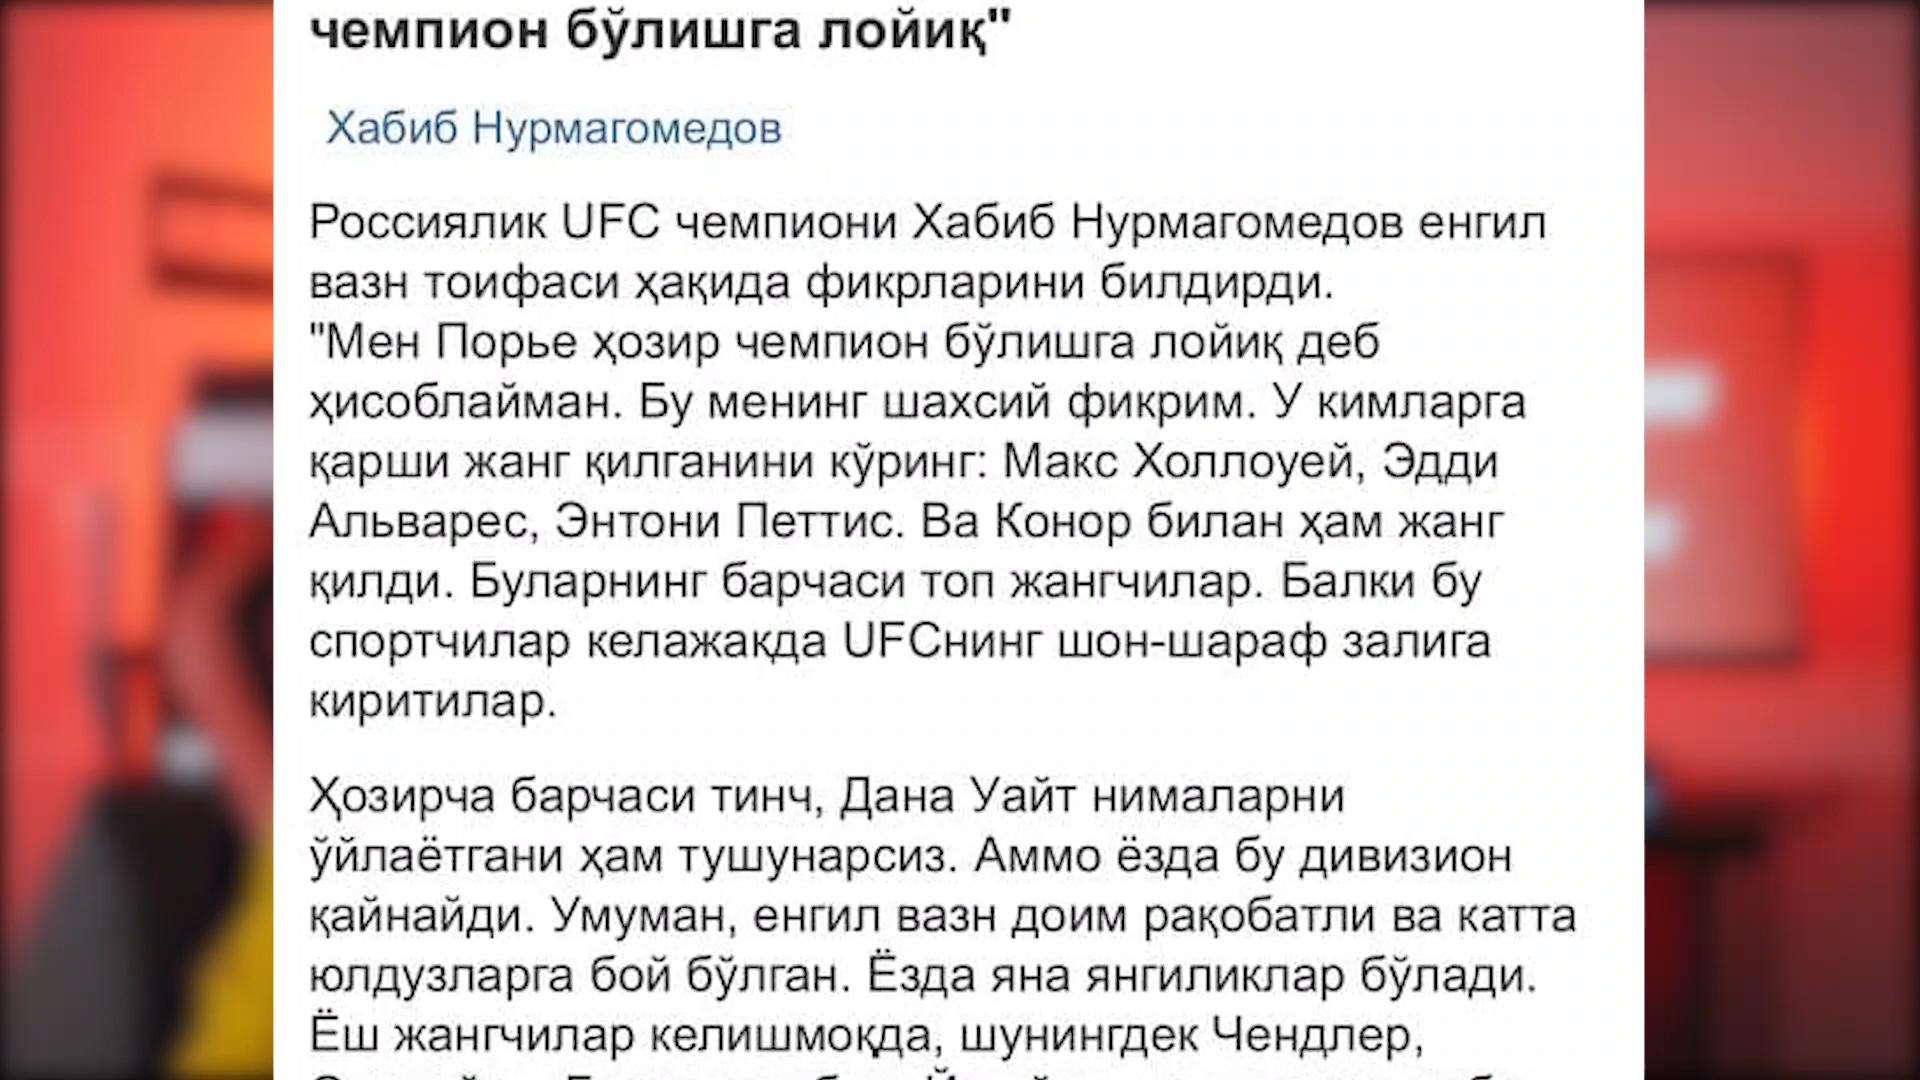 чемпион бўлишга лойиқ"
Хабиб Нурмагомедов
Россиялик UFC чемпиони Хабиб Нурмагомедов енгил
вазн тоифаси ҳақида фикрларини билдирди.
"Мен Порье ҳозир чемпион бўлишга лойиқ деб
ҳисоблайман. Бу менинг шахсий фикрим. У кимларга
қарши жанг қилганини кўринг: Макс Холлоуей, Эдди
Альварес, Энтони Петтис. Ва Конор билан ҳам жанг
қилди. Буларнинг барчаси топ жангчилар. Балки бу
спортчилар келажакда UFCнинг шон-шараф залига
киритилар.
Ҳозирча барчаси тинч, Дана Уайт нималарни
ўйлаётгани ҳам тушунарсиз. Аммо ёзда бу дивизион
қайнайди. Умуман, енгил вазн доим рақобатли ва катта
юлдузларга бой бўлган. Ёзда яна янгиликлар бўлади.
Ёш жангчилар келишмоқда, шунингдек Чендлер,